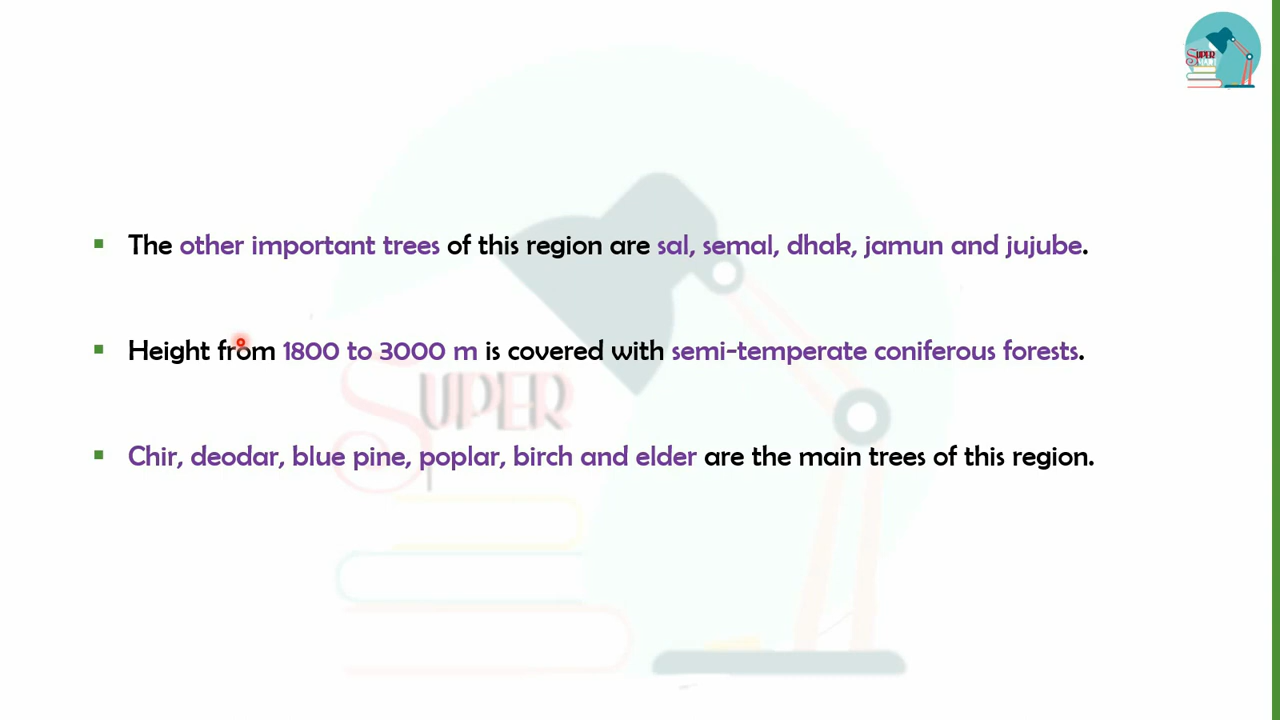 The other important trees of this region are sal, semal, dhak, jamun and jujube.
Height from 1800 to 3000 m is covered with semi-temperate coniferous forests.
Chir, deodar, blue pine, poplar, birch and elder are the main trees of this region.
SUPER
SUPER